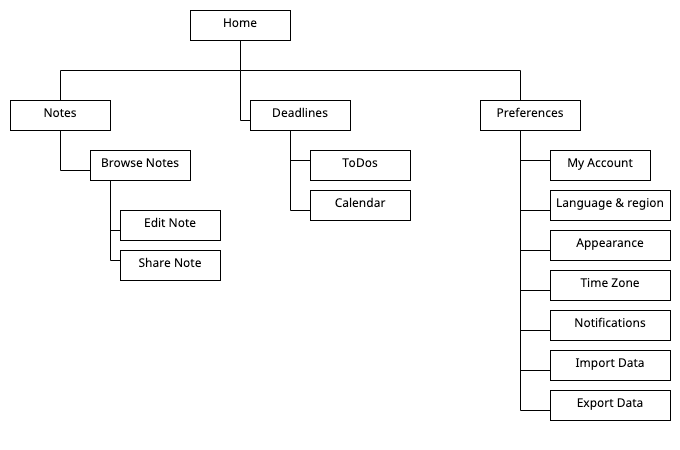 Home
Notes
Deadlines
Preferences
Browse Notes
Edit Note
Share Note
ToDos
Calendar
My Account
Language & region
Appearance
Time Zone
Notifications
Import Data
Export Data